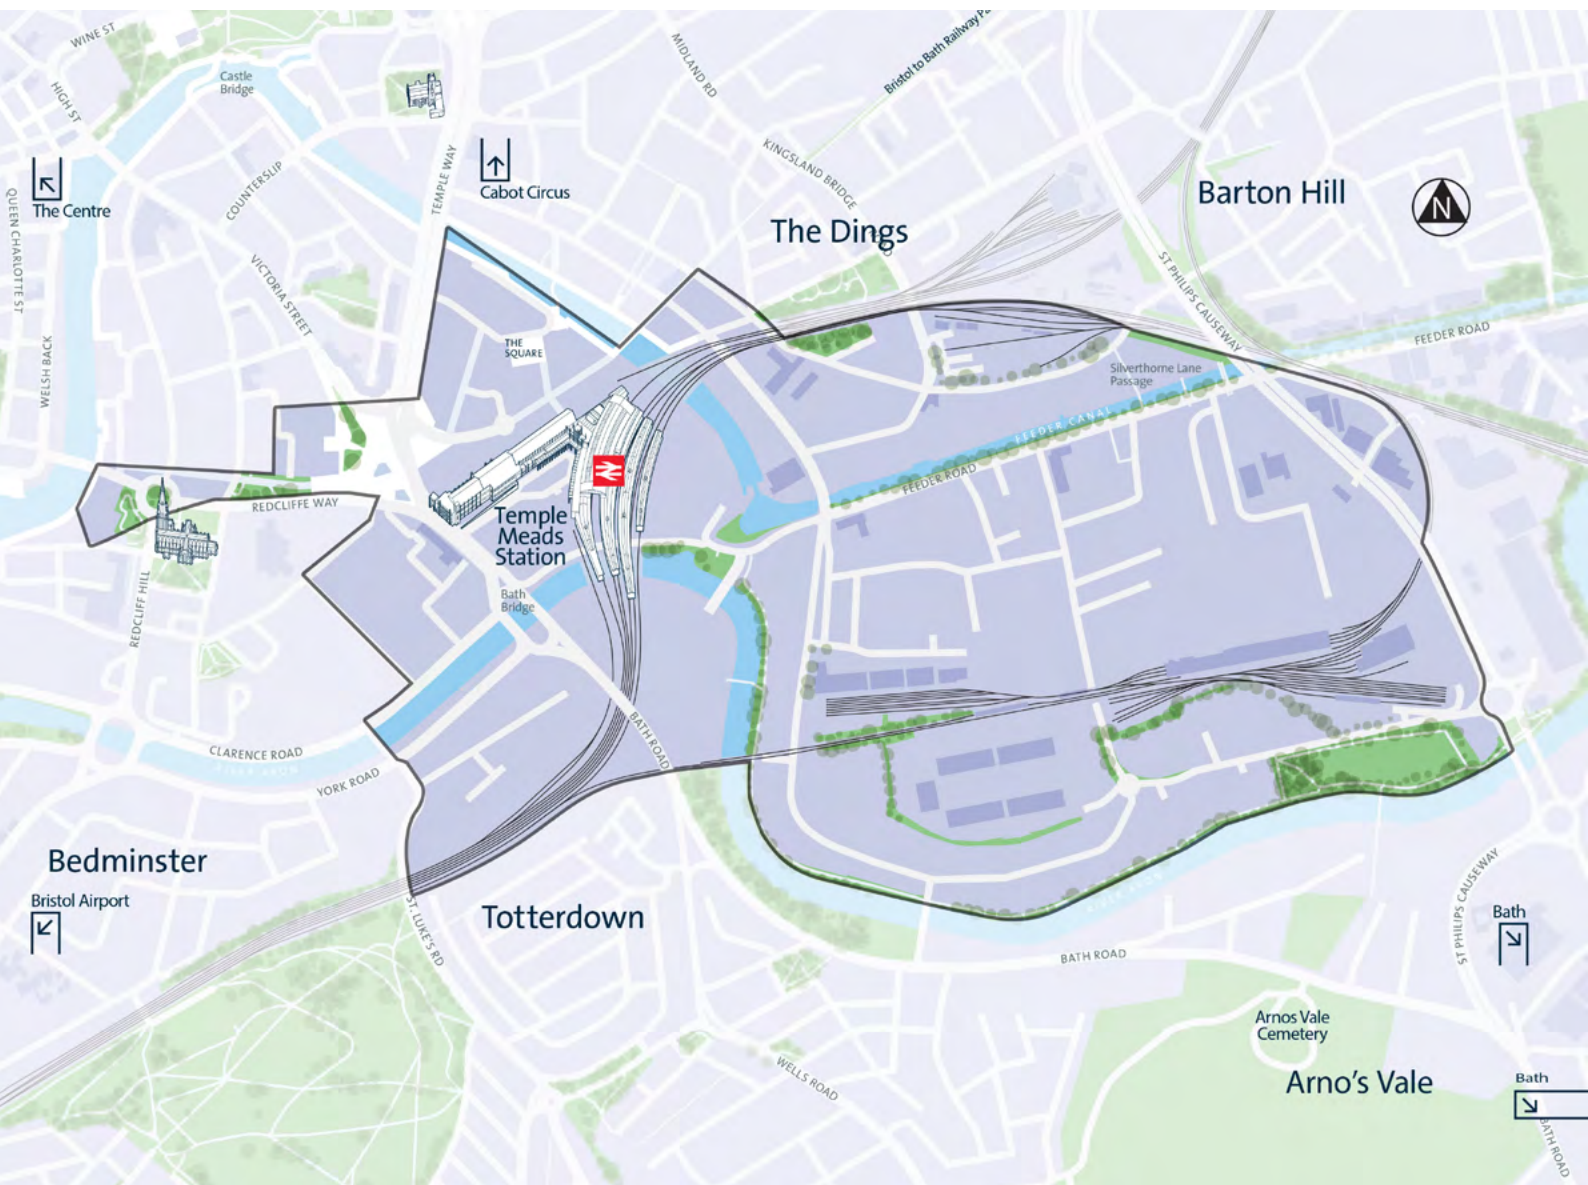 WINE ST
HIGH ST
Castle
Bridge
MIDLAND RD
Bristol to Bath Railway
KINGSLAND BRIDGE
TEMPLE WAY
COUNTERSLIP
Cabot Circus
The Centre
QUEEN CHARLOTTE ST
Barton Hill
N
The Dings
VICTORIA STREET
ST PHILIPS CAUSEWAY
WELSH BACK
THE
SQUARE
FEEDER ROAD
Silverthorne Lane
Passage
FEEDER CANAL
FEEDER ROAD
REDCLIFFE WAY
Temple
Meads
Station
Bath
Bridge
REDCLIFF HILL
BATH ROAD
CLARENCE ROAD
RIVER AVON
YORK ROAD
Bedminster
Bristol Airport
ST. LUKE'S RD
Totterdown
RIVER AVON
BATH ROAD
ST PHILIPS CAUSEWAY
Bath
Arnos Vale
Cemetery
WELLS ROAD
Arno's Vale
Bath
BATH ROAD